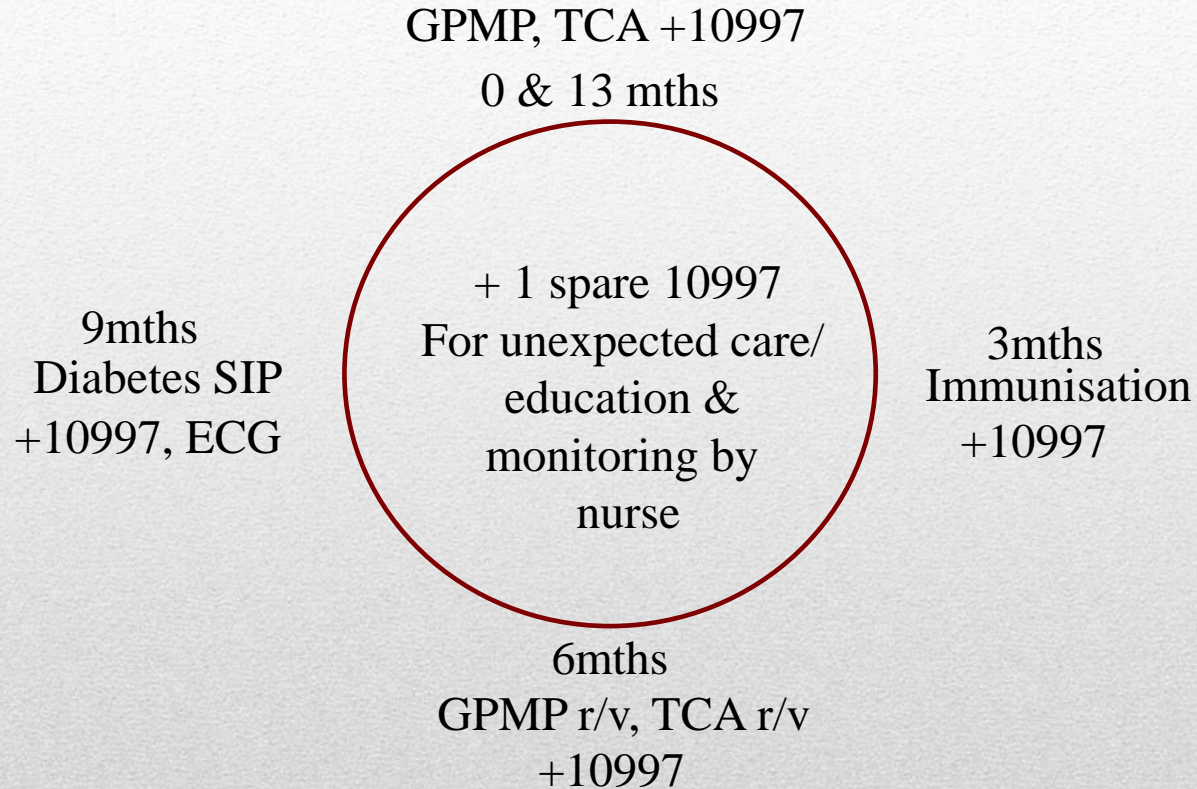 GPMP, TCA +10997
0 & 13 mths
+ 1 spare 10997
For unexpected care/
education &
monitoring by
nurse
9mths
Diabetes SIP
+10997, ECG
3mths
Immunisation
+10997
6mths
GPMP r/v, TCA r/v
+10997